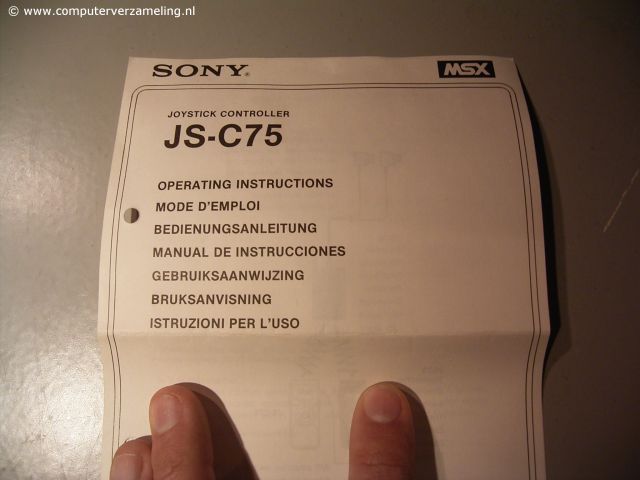 © www.computerverzameling.nl
SONY®
MSX
JOYSTICK CONTROLLER
JS-C75
OPERATING INSTRUCTIONS
MODE D'EMPLOI
BEDIENUNGSANLEITUNG
MANUAL DE INSTRUCCIONES
GEBRUIKSAANWIJZING
BRUKSANVISNING
ISTRUZIONI PER L'USO